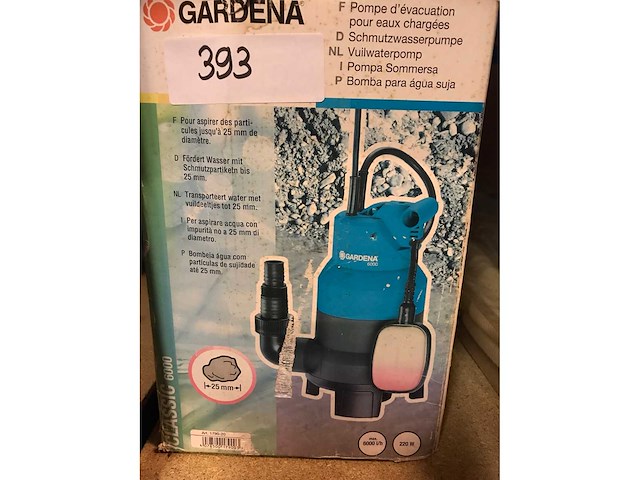 GARDENA
393
F Pompe d'évacuation
pour eaux chargées
D Schmutzwasserpumpe
NL Vuilwaterpomp
I Pompa Sommersa
P Bomba para água suja
F Pour aspirer des parti-
cules jusqu'à 25 mm de
diamètre.
D Fördert Wasser mit
Schmutzpartikeln bis
25 mm.
NL Transporteert water met
vuildeeltjes tot 25 mm.
I Per aspirare acqua con
impurità no a 25 mm di
diametro.
P Bombeia água com
partículas de sujidade
até 25 mm.
GARDENA
6000
25 mm
CLASSIC 6000
max.
6000 l/h
220 W